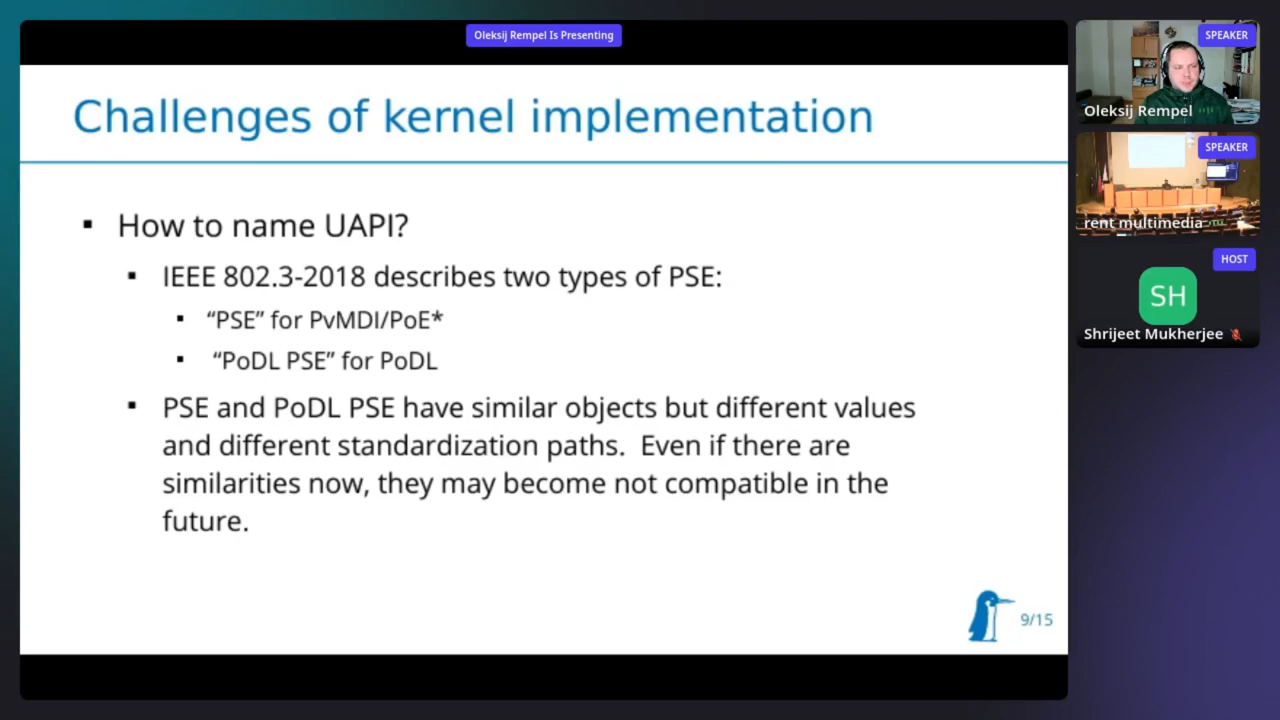 Oleksij Rempel Is Presenting
Challenges of kernel implementation
▪ How to name UAPI?
▪ IEEE 802.3-2018 describes two types of PSE:
▪ “PSE” for PvMDI/PoE*
▪ “PoDL PSE” for PoDL
▪ PSE and PoDL PSE have similar objects but different values
and different standardization paths.  Even if there are
similarities now, they may become not compatible in the
future.
9/15
SPEAKER
Oleksij Rempel
SPEAKER
rent multimedia
HOST
SH
Shrijeet Mukherjee